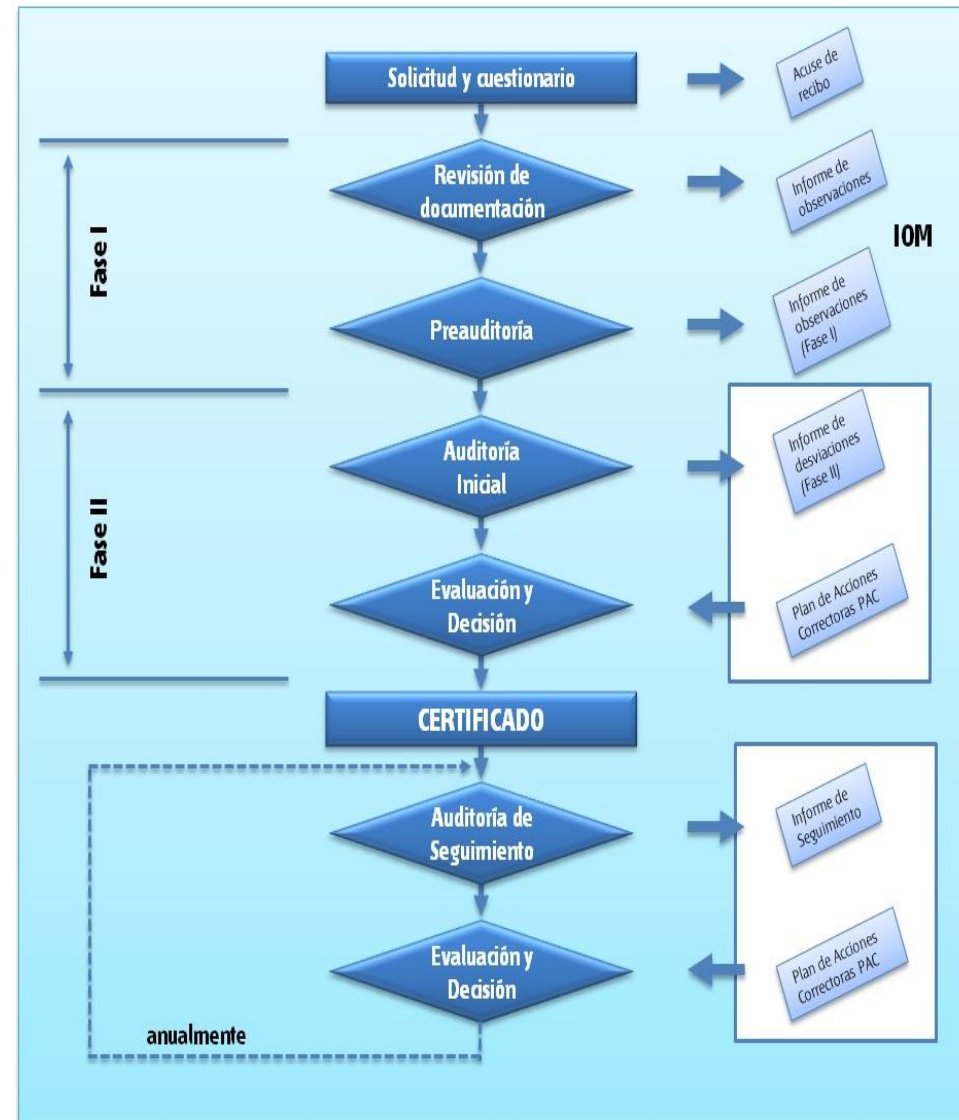 Solicitud y cuestionario
Acuse de
recibo
Fase I
Revisión de
documentación
Informe de
observaciones
IOM
Preauditoría
Informe de
observaciones
(Fase I)
Fase II
Auditoría
Inicial
Informe de
desviaciones
(Fase II)
Evaluación y
Decisión
Plan de Acciones
Correctoras PAC
CERTIFICADO
Auditoría de
Seguimiento
Informe de
Seguimiento
Evaluación y
Decisión
Plan de Acciones
Correctoras PAC
anualmente